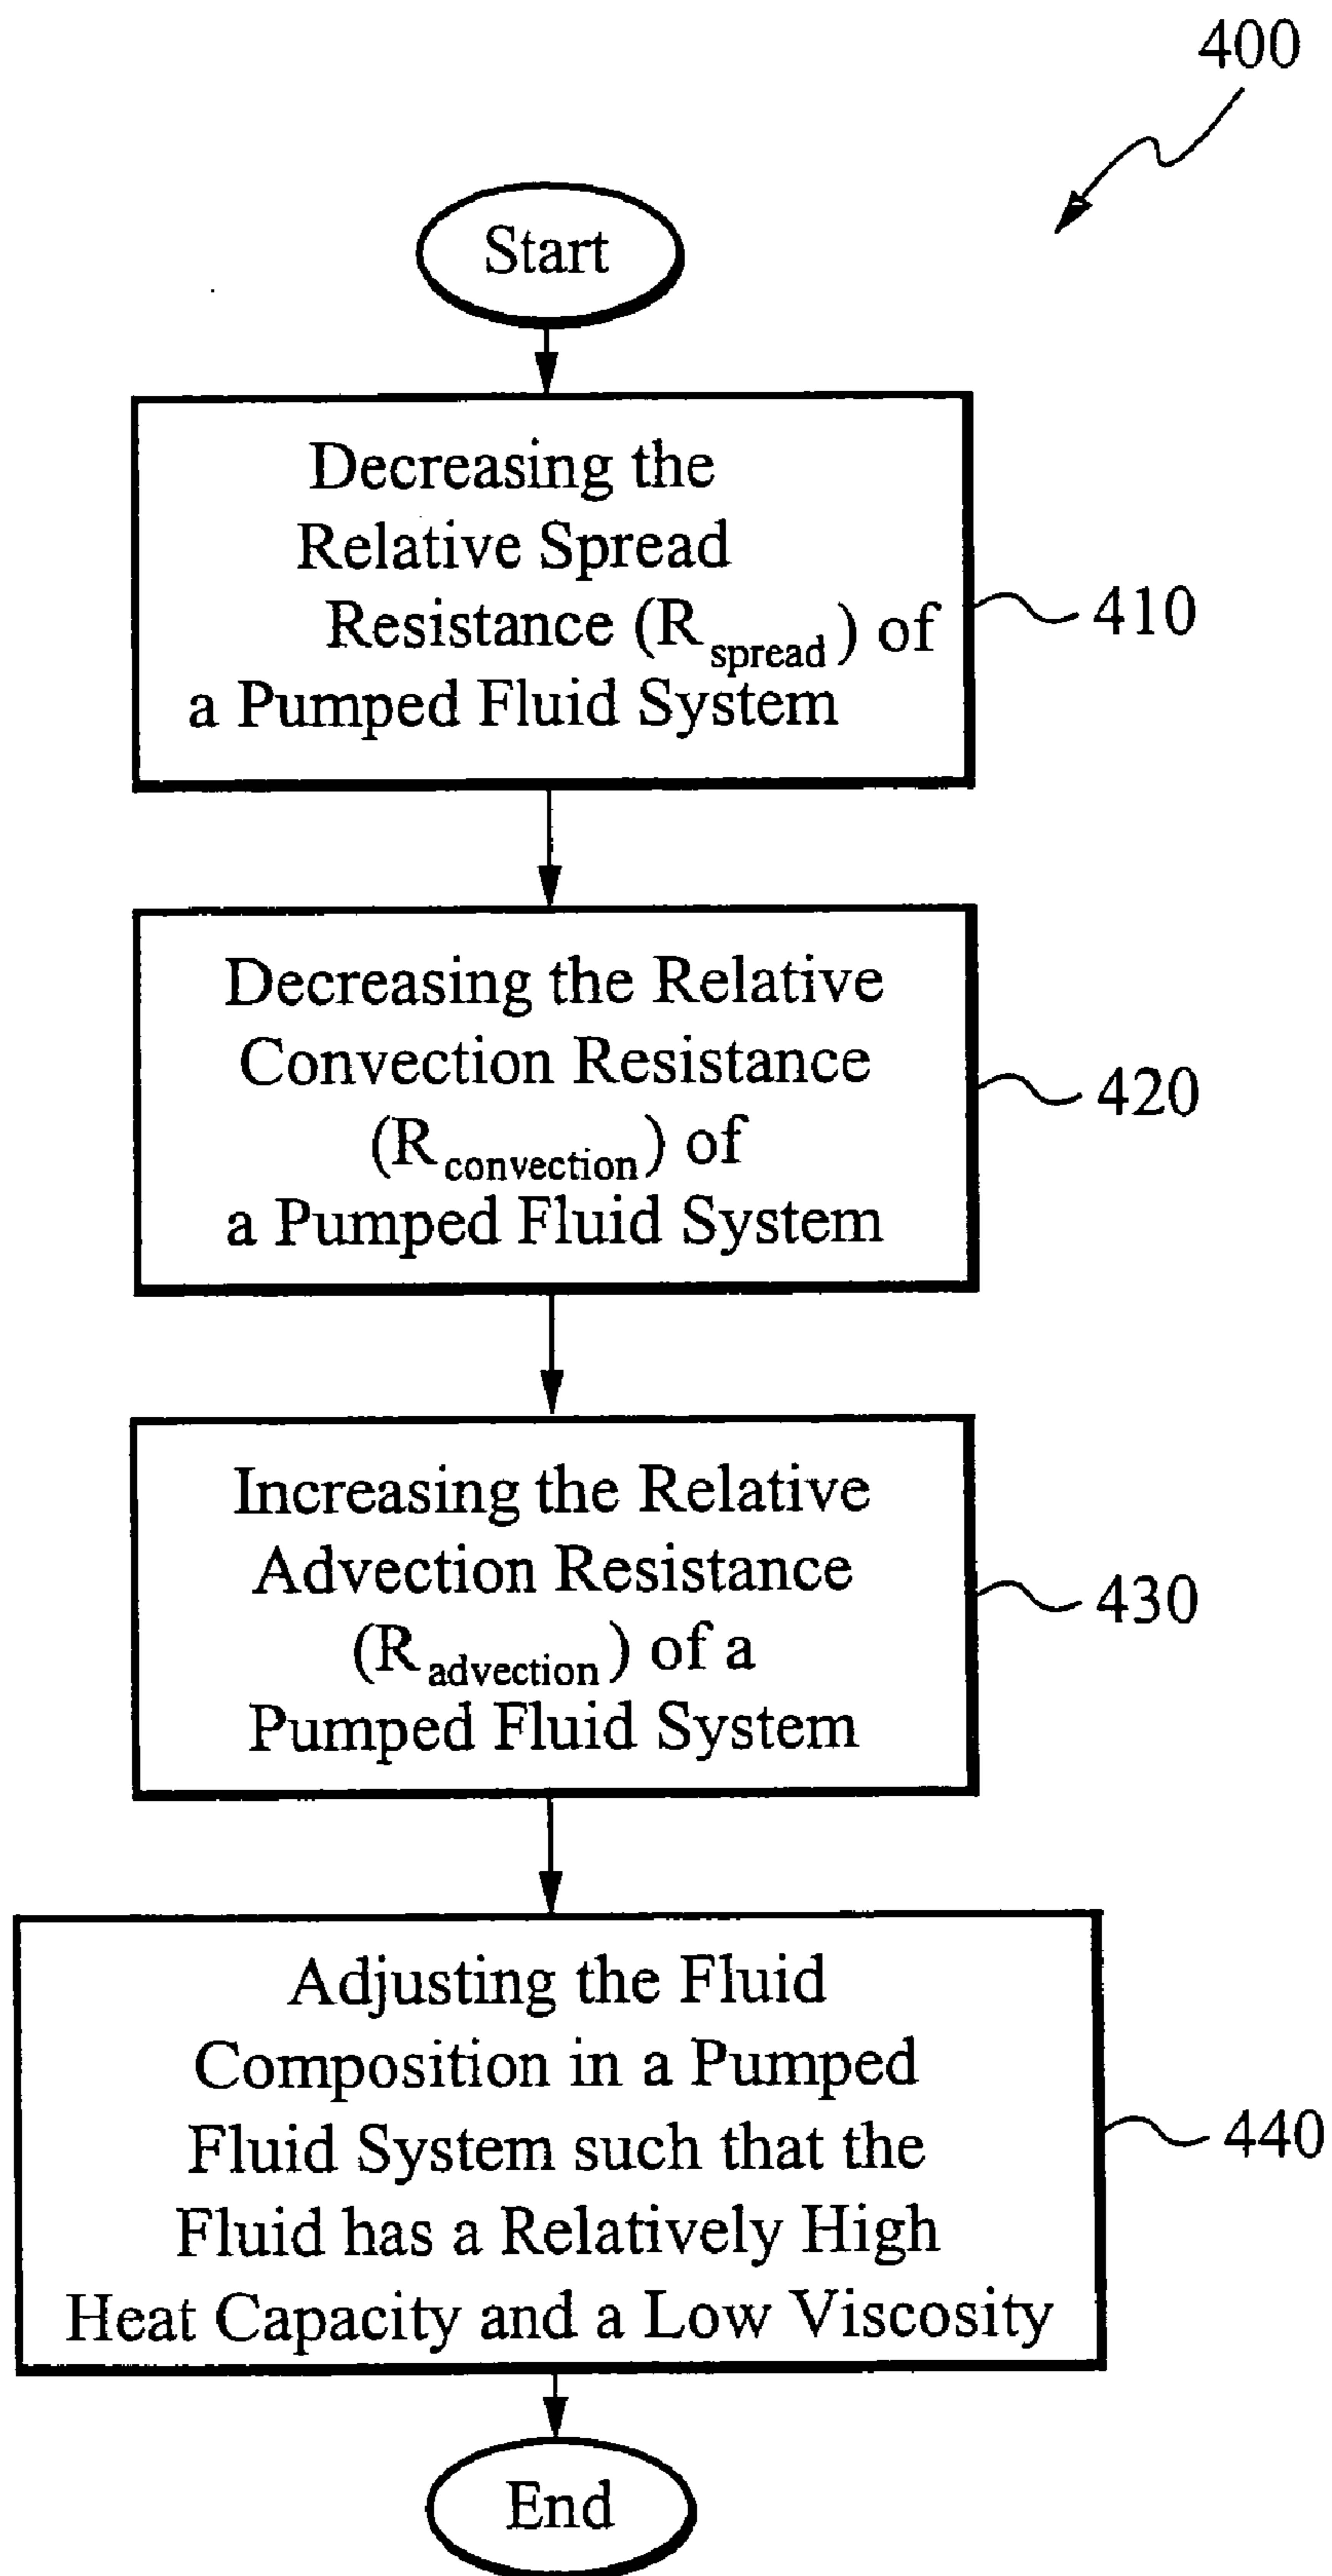 400
Start
Decreasing the
Relative Spread
Resistance (R spread) of
a Pumped Fluid System
410
Decreasing the Relative
Convection Resistance
(R convection) of
a Pumped Fluid System
420
Increasing the Relative
Advection Resistance
(R advection) of a
Pumped Fluid System
430
Adjusting the Fluid
Composition in a Pumped
Fluid System such that the
Fluid has a Relatively High
Heat Capacity and a Low Viscosity
440
End